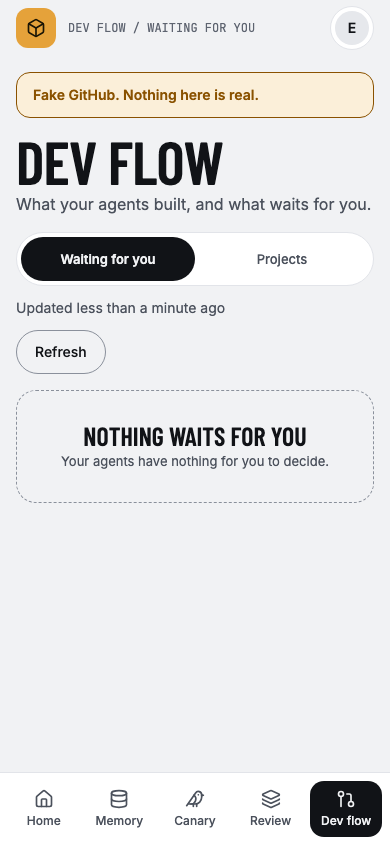 DEV FLOW / WAITING FOR YOU
E
Fake GitHub. Nothing here is real.
DEV FLOW
What your agents built, and what waits for you.
Waiting for you
Projects
Updated less than a minute ago
Refresh
NOTHING WAITS FOR YOU
Your agents have nothing for you to decide.
Home
Memory
Canary
Review
Dev flow